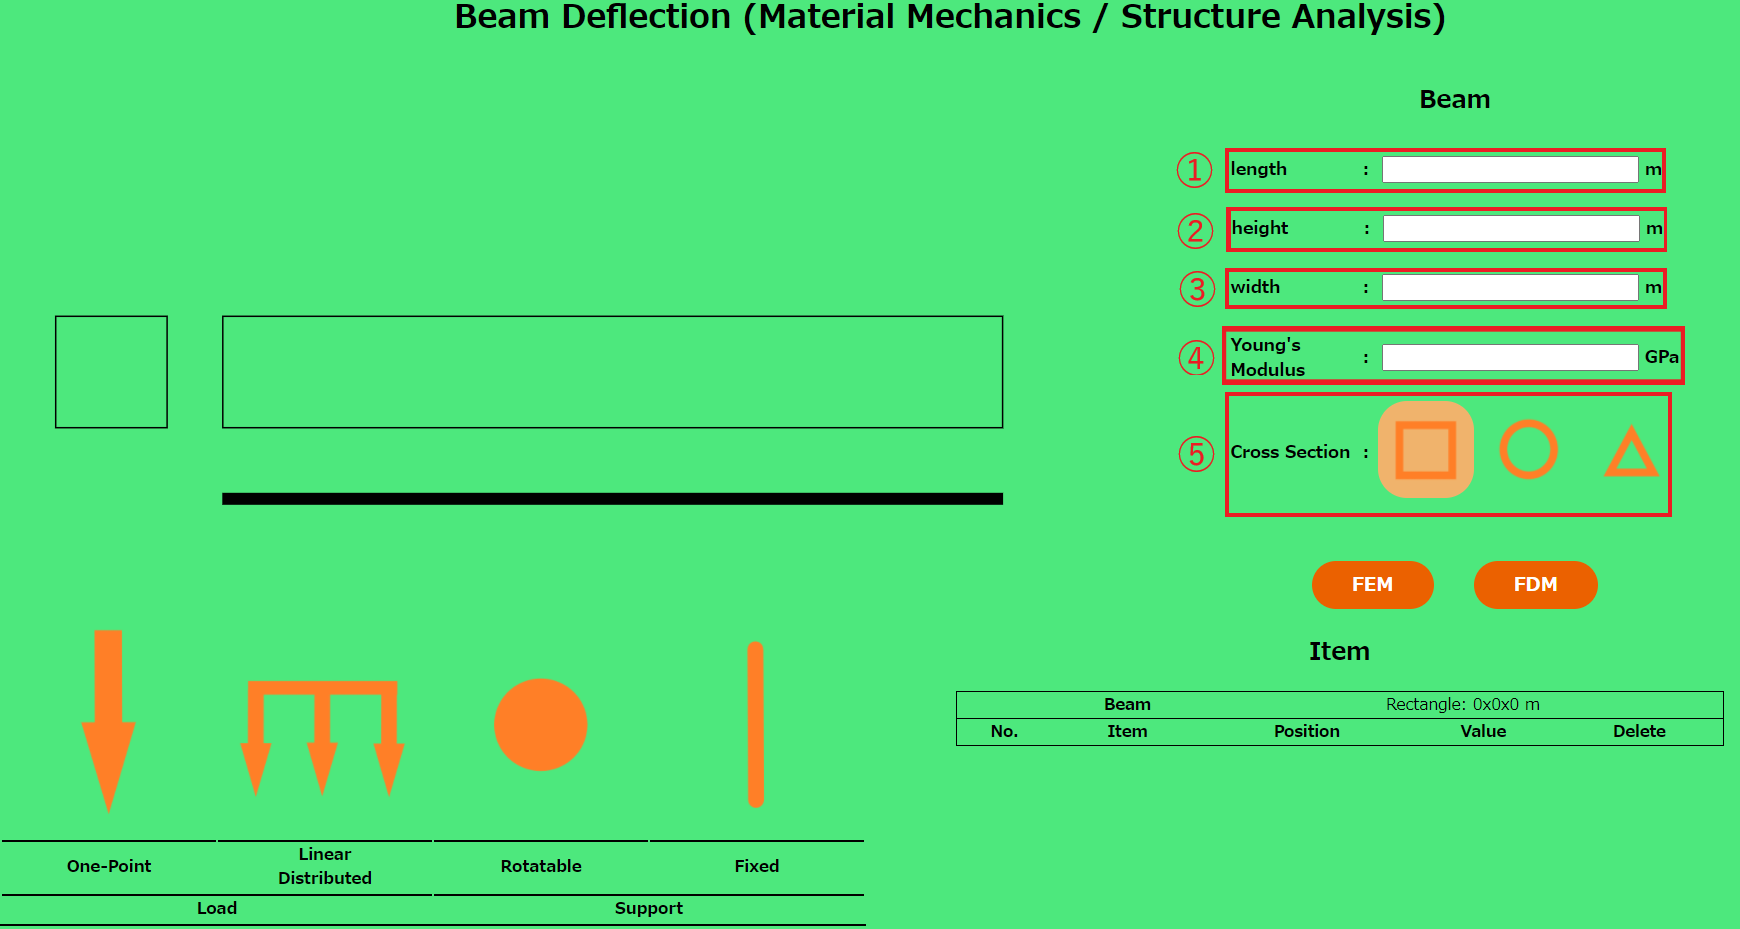 Beam Deflection (Material Mechanics / Structure Analysis)
Beam
① length : m
② height : m
③ width : m
④ Young's
Modulus : GPa
⑤ Cross Section :
FEM FDM
Item
Beam Rectangle: 0x0x0 m
No. Item Position Value Delete
One-Point Linear
Distributed Rotatable Fixed
Load Support